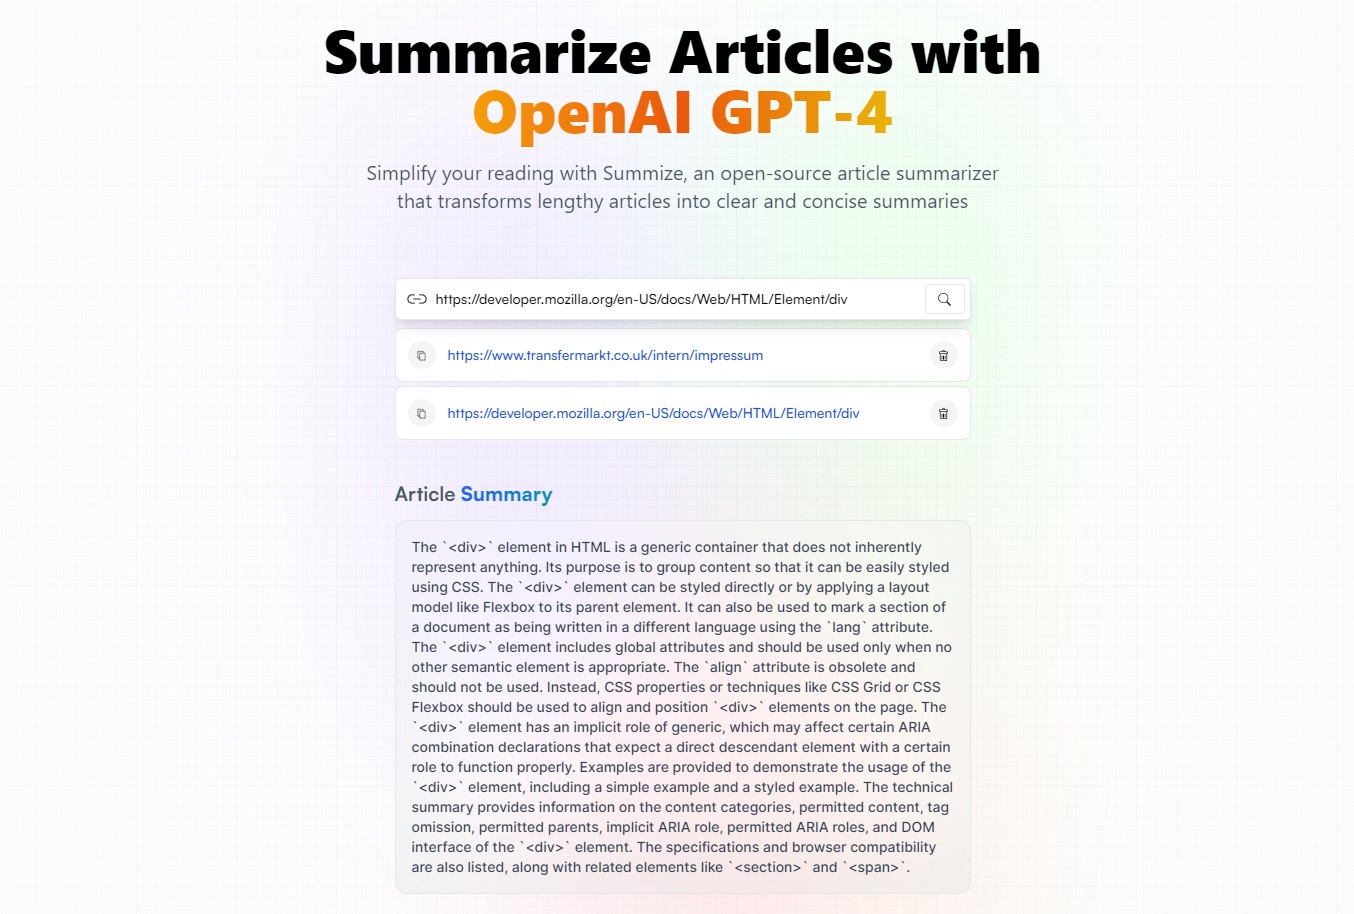 Summarize Articles with
OpenAI GPT-4
Simplify your reading with Summize, an open-source article summarizer
that transforms lengthy articles into clear and concise summaries
https://developer.mozilla.org/en-US/docs/Web/HTML/Element/div
https://www.transfermarkt.co.uk/intern/impressum
https://developer.mozilla.org/en-US/docs/Web/HTML/Element/div
Article Summary
The `<div>` element in HTML is a generic container that does not inherently
represent anything. Its purpose is to group content so that it can be easily styled
using CSS. The `<div>` element can be styled directly or by applying a layout
model like Flexbox to its parent element. It can also be used to mark a section of
a document as being written in a different language using the `lang` attribute.
The `<div>` element includes global attributes and should be used only when no
other semantic element is appropriate. The `align` attribute is obsolete and
should not be used. Instead, CSS properties or techniques like CSS Grid or CSS
Flexbox should be used to align and position `<div>` elements on the page. The
`<div>` element has an implicit role of generic, which may affect certain ARIA
combination declarations that expect a direct descendant element with a certain
role to function properly. Examples are provided to demonstrate the usage of the
`<div>` element, including a simple example and a styled example. The technical
summary provides information on the content categories, permitted content, tag
omission, permitted parents, implicit ARIA role, permitted ARIA roles, and DOM
interface of the `<div>` element. The specifications and browser compatibility
are also listed, along with related elements like `<section>` and `<span>`.